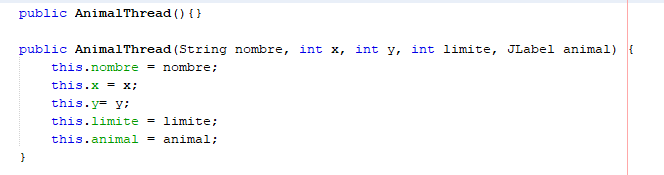 public AnimalThread(){}
public AnimalThread(String nombre, int x, int y, int limite, JLabel animal) {
this.nombre = nombre;
this.x = x;
this.y= y;
this.limite = limite;
this.animal = animal;
}